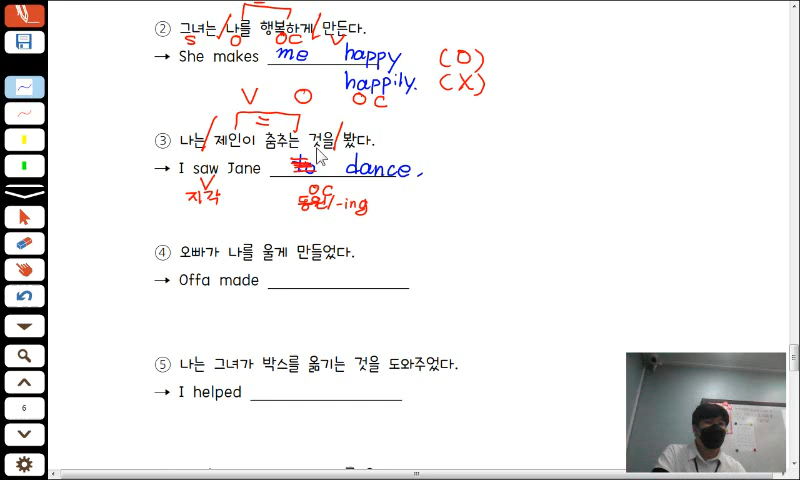 ② 그녀는 / 나를 행복하게 / 만든다.
S O OC V
→ She makes me happy (O)
happily. (X)
V O OC
=
③ 나는 / 제인이 춤추는 것을 / 봤다.
→ I saw Jane to dance.
V OC
지각 동원/-ing
④ 오빠가 나를 울게 만들었다.
→ Offa made
⑤ 나는 그녀가 박스를 옮기는 것을 도와주었다.
→ I helped
6